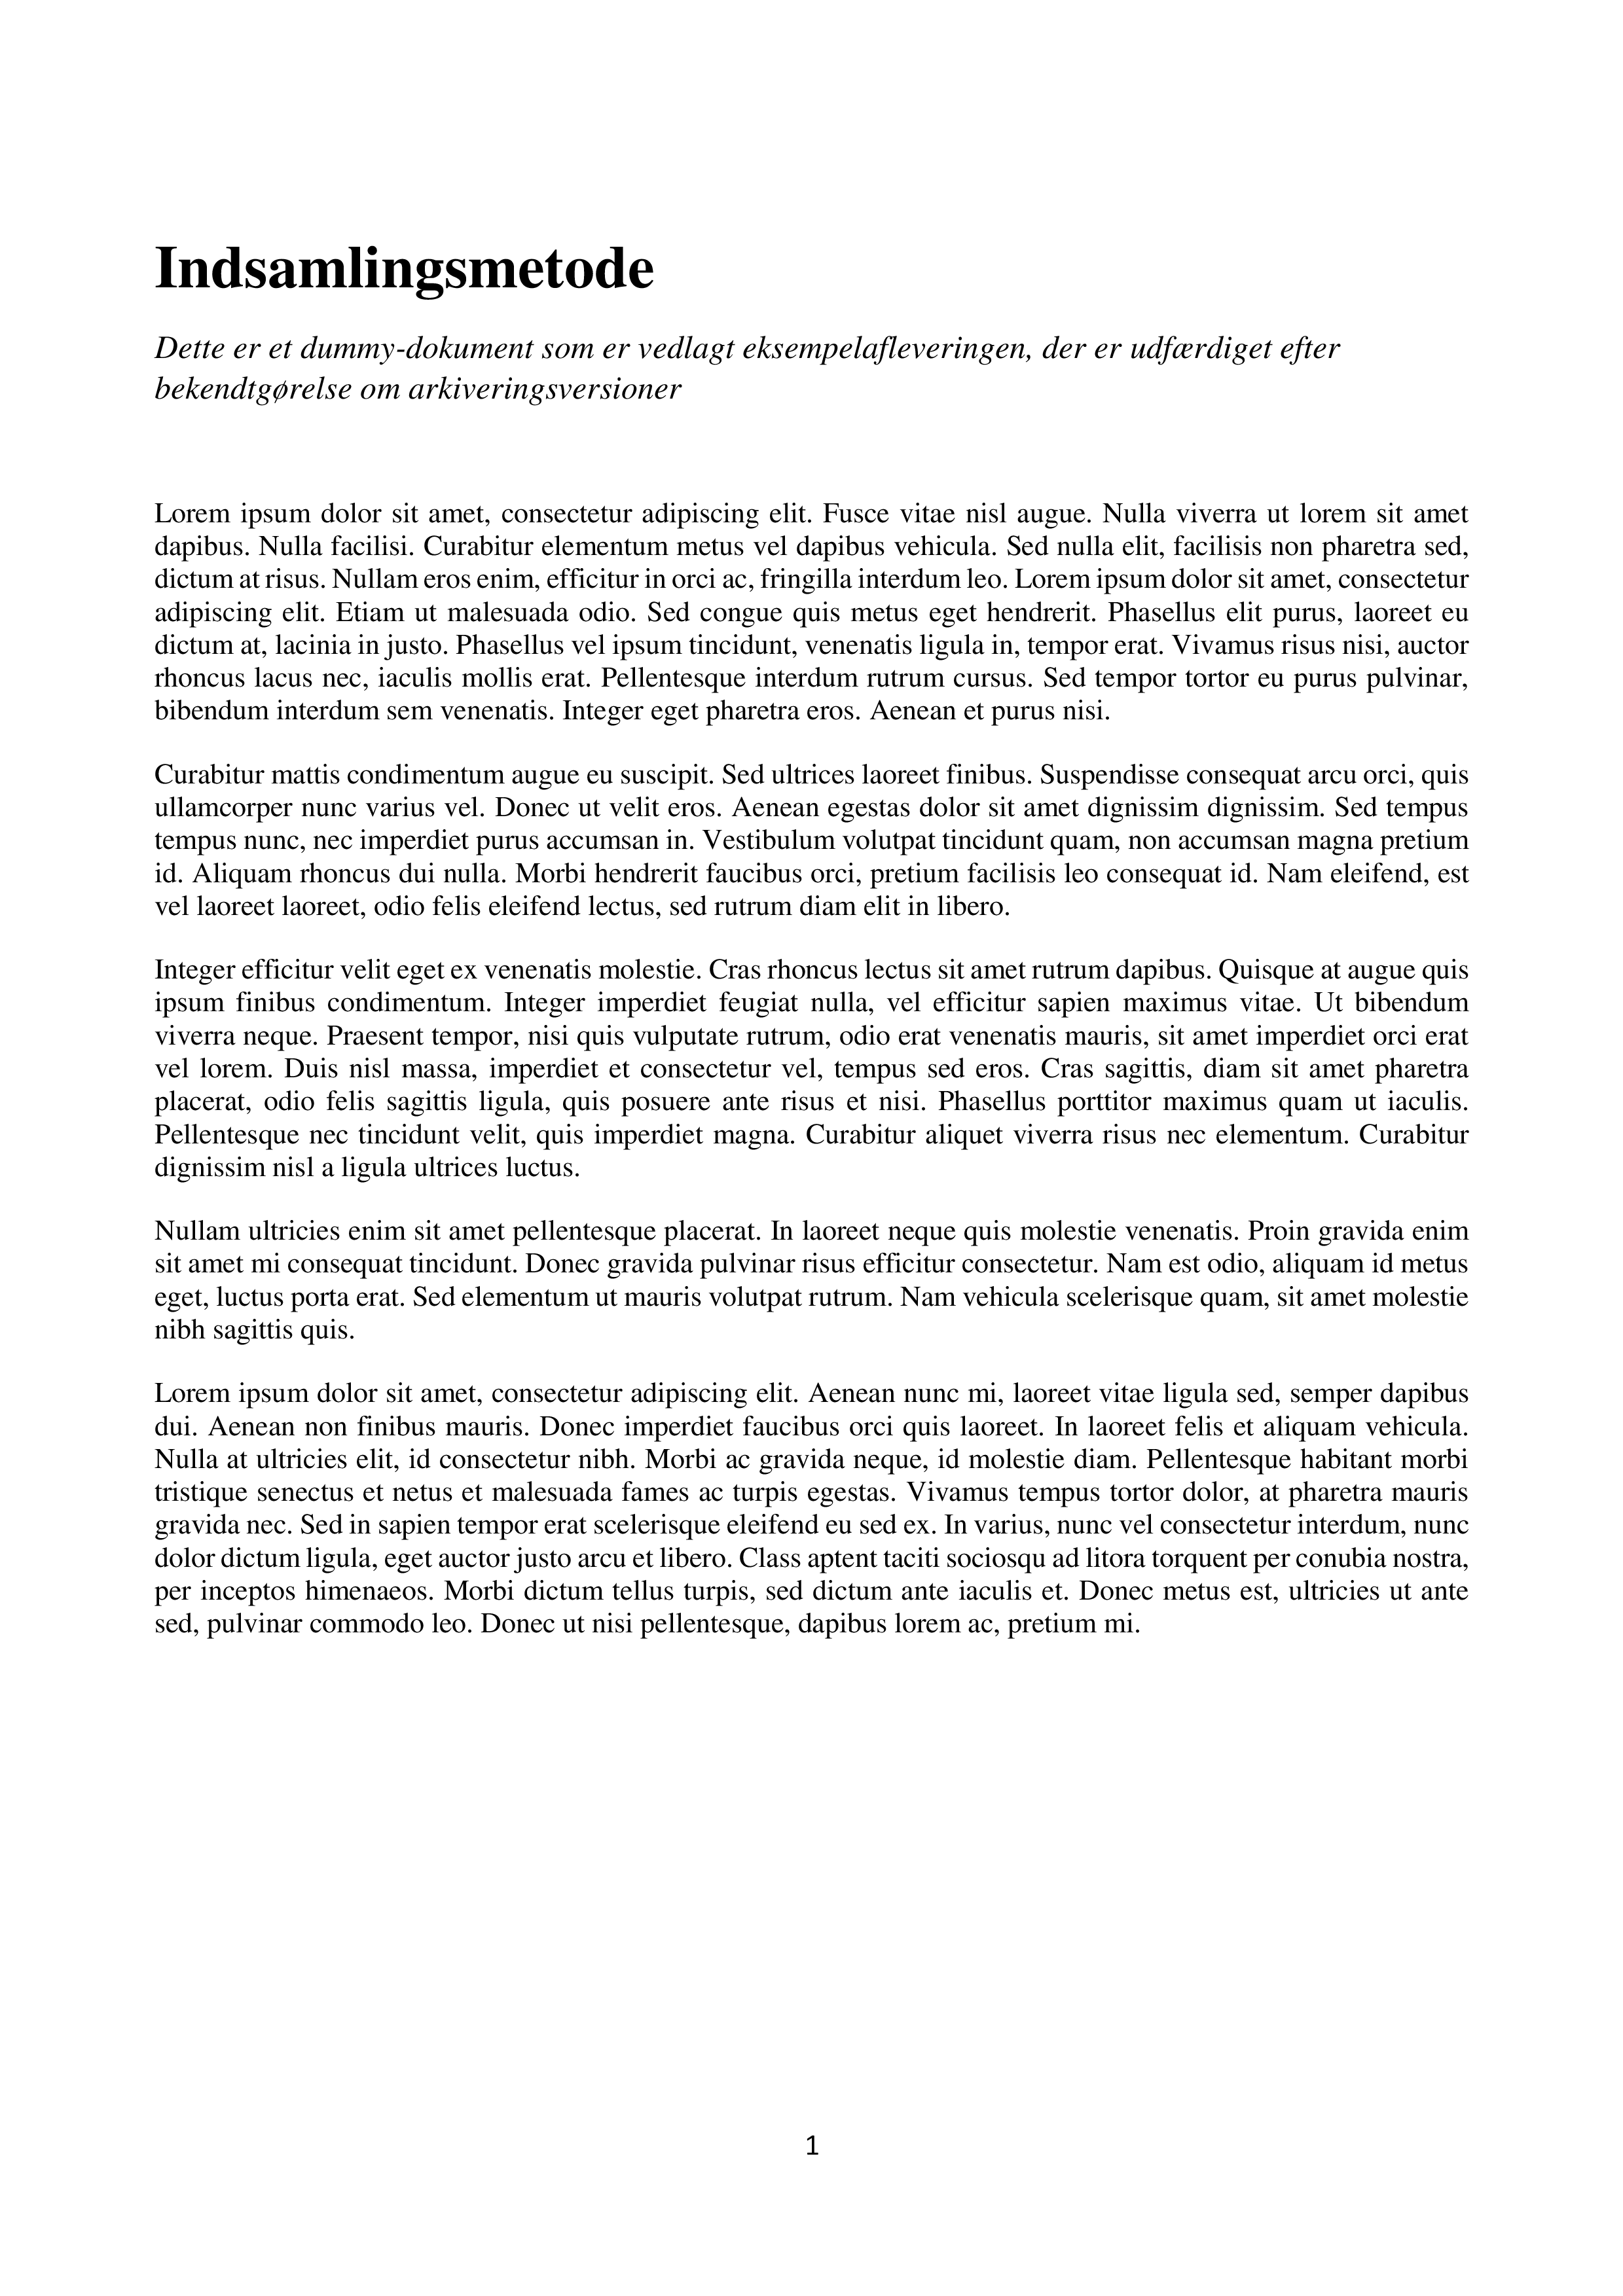 Indsamlingsmetode
Dette er et dummy-dokument som er vedlagt eksempelafleveringen, der er udfærdiget efter
bekendtgørelse om arkiveringsversioner
Lorem ipsum dolor sit amet, consectetur adipiscing elit. Fusce vitae nisl augue. Nulla viverra ut lorem sit amet
dapibus. Nulla facilisi. Curabitur elementum metus vel dapibus vehicula. Sed nulla elit, facilisis non pharetra sed,
dictum at risus. Nullam eros enim, efficitur in orci ac, fringilla interdum leo. Lorem ipsum dolor sit amet, consectetur
adipiscing elit. Etiam ut malesuada odio. Sed congue quis metus eget hendrerit. Phasellus elit purus, laoreet eu
dictum at, lacinia in justo. Phasellus vel ipsum tincidunt, venenatis ligula in, tempor erat. Vivamus risus nisi, auctor
rhoncus lacus nec, iaculis mollis erat. Pellentesque interdum rutrum cursus. Sed tempor tortor eu purus pulvinar,
bibendum interdum sem venenatis. Integer eget pharetra eros. Aenean et purus nisi.
Curabitur mattis condimentum augue eu suscipit. Sed ultrices laoreet finibus. Suspendisse consequat arcu orci, quis
ullamcorper nunc varius vel. Donec ut velit eros. Aenean egestas dolor sit amet dignissim dignissim. Sed tempus
tempus nunc, nec imperdiet purus accumsan in. Vestibulum volutpat tincidunt quam, non accumsan magna pretium
id. Aliquam rhoncus dui nulla. Morbi hendrerit faucibus orci, pretium facilisis leo consequat id. Nam eleifend, est
vel laoreet laoreet, odio felis eleifend lectus, sed rutrum diam elit in libero.
Integer efficitur velit eget ex venenatis molestie. Cras rhoncus lectus sit amet rutrum dapibus. Quisque at augue quis
ipsum finibus condimentum. Integer imperdiet feugiat nulla, vel efficitur sapien maximus vitae. Ut bibendum
viverra neque. Praesent tempor, nisi quis vulputate rutrum, odio erat venenatis mauris, sit amet imperdiet orci erat
vel lorem. Duis nisl massa, imperdiet et consectetur vel, tempus sed eros. Cras sagittis, diam sit amet pharetra
placerat, odio felis sagittis ligula, quis posuere ante risus et nisi. Phasellus porttitor maximus quam ut iaculis.
Pellentesque nec tincidunt velit, quis imperdiet magna. Curabitur aliquet viverra risus nec elementum. Curabitur
dignissim nisl a ligula ultrices luctus.
Nullam ultricies enim sit amet pellentesque placerat. In laoreet neque quis molestie venenatis. Proin gravida enim
sit amet mi consequat tincidunt. Donec gravida pulvinar risus efficitur consectetur. Nam est odio, aliquam id metus
eget, luctus porta erat. Sed elementum ut mauris volutpat rutrum. Nam vehicula scelerisque quam, sit amet molestie
nibh sagittis quis.
Lorem ipsum dolor sit amet, consectetur adipiscing elit. Aenean nunc mi, laoreet vitae ligula sed, semper dapibus
dui. Aenean non finibus mauris. Donec imperdiet faucibus orci quis laoreet. In laoreet felis et aliquam vehicula.
Nulla at ultricies elit, id consectetur nibh. Morbi ac gravida neque, id molestie diam. Pellentesque habitant morbi
tristique senectus et netus et malesuada fames ac turpis egestas. Vivamus tempus tortor dolor, at pharetra mauris
gravida nec. Sed in sapien tempor erat scelerisque eleifend eu sed ex. In varius, nunc vel consectetur interdum, nunc
dolor dictum ligula, eget auctor justo arcu et libero. Class aptent taciti sociosqu ad litora torquent per conubia nostra,
per inceptos himenaeos. Morbi dictum tellus turpis, sed dictum ante iaculis et. Donec metus est, ultricies ut ante
sed, pulvinar commodo leo. Donec ut nisi pellentesque, dapibus lorem ac, pretium mi.
1